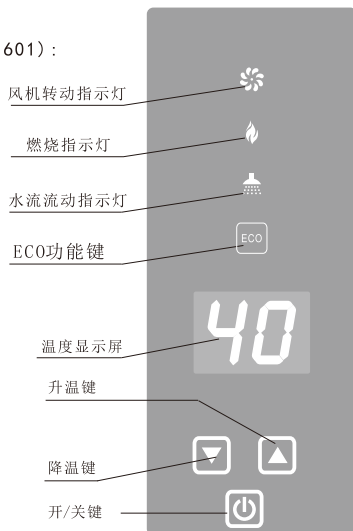 601):
风机转动指示灯
燃烧指示灯
水流流动指示灯
ECO功能键
ECO
40
温度显示屏
升温键
降温键
开/关键